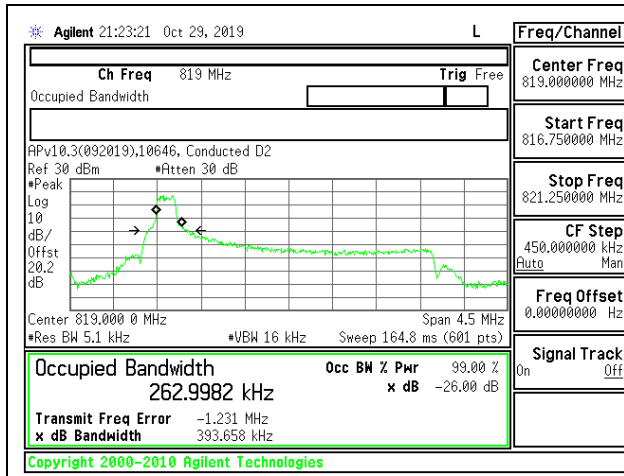 Agilent 21:23:21 Oct 29, 2019 L
Freq/Channel
Ch Freq 819 MHz Trig Free
Occupied Bandwidth
Center Freq
819.000000 MHz
Start Freq
816.750000 MHz
Stop Freq
821.250000 MHz
CF Step
450.000000 kHz
Auto Man
Freq Offset
0.00000000 Hz
Signal Track
On Off
APv10.3(092019),10646, Conducted D2
Ref 30 dBm #Atten 30 dB
#Peak
Log
10
dB/
Offst
20.2
dB
Center 819.000 0 MHz Span 4.5 MHz
#Res BW 5.1 kHz #VBW 16 kHz Sweep 164.8 ms (601 pts)
Occupied Bandwidth Occ BW % Pwr 99.00 %
262.9982 kHz x dB -26.00 dB
Transmit Freq Error -1.231 MHz
x dB Bandwidth 393.658 kHz
Copyright 2000-2010 Agilent Technologies